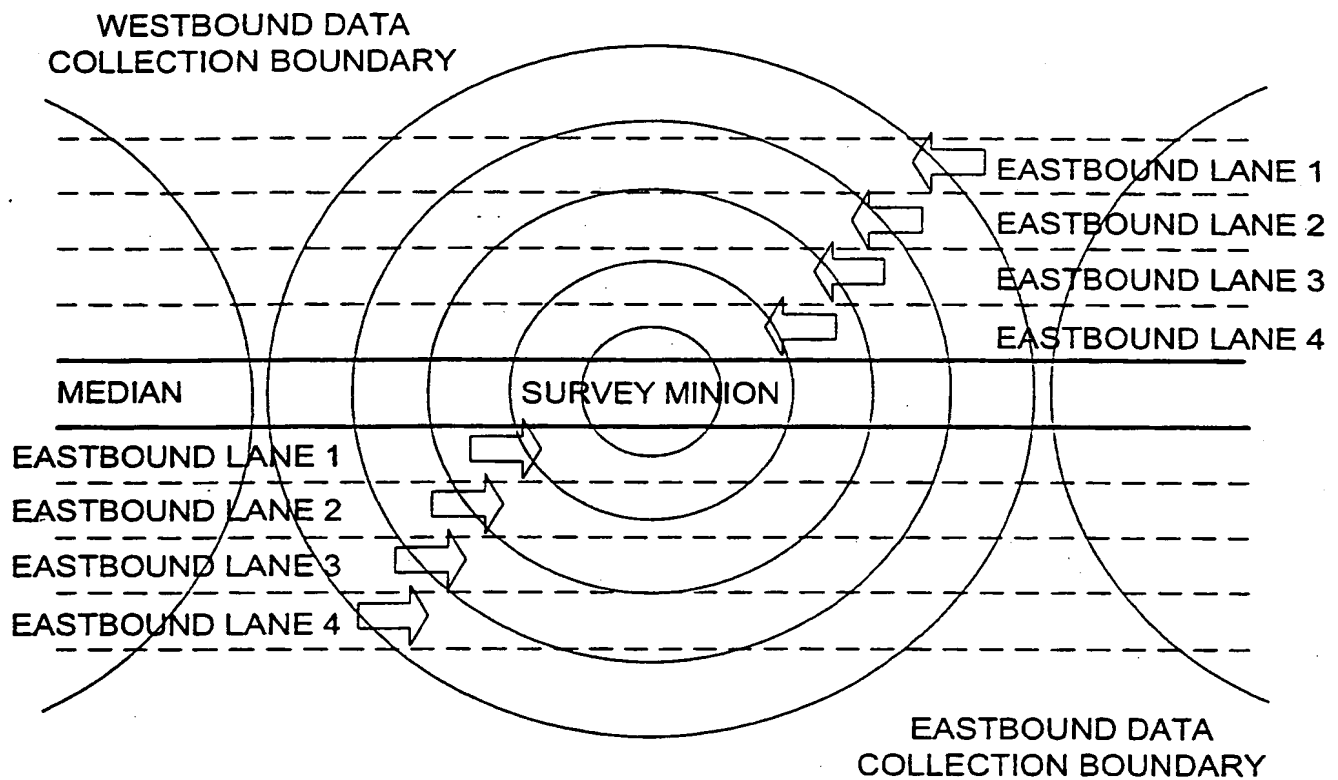 WESTBOUND DATA
COLLECTION BOUNDARY
EASTBOUND LANE 1
EASTBOUND LANE 2
EASTBOUND LANE 3
EASTBOUND LANE 4
MEDIAN
SURVEY MINION
EASTBOUND LANE 1
EASTBOUND LANE 2
EASTBOUND LANE 3
EASTBOUND LANE 4
EASTBOUND DATA
COLLECTION BOUNDARY